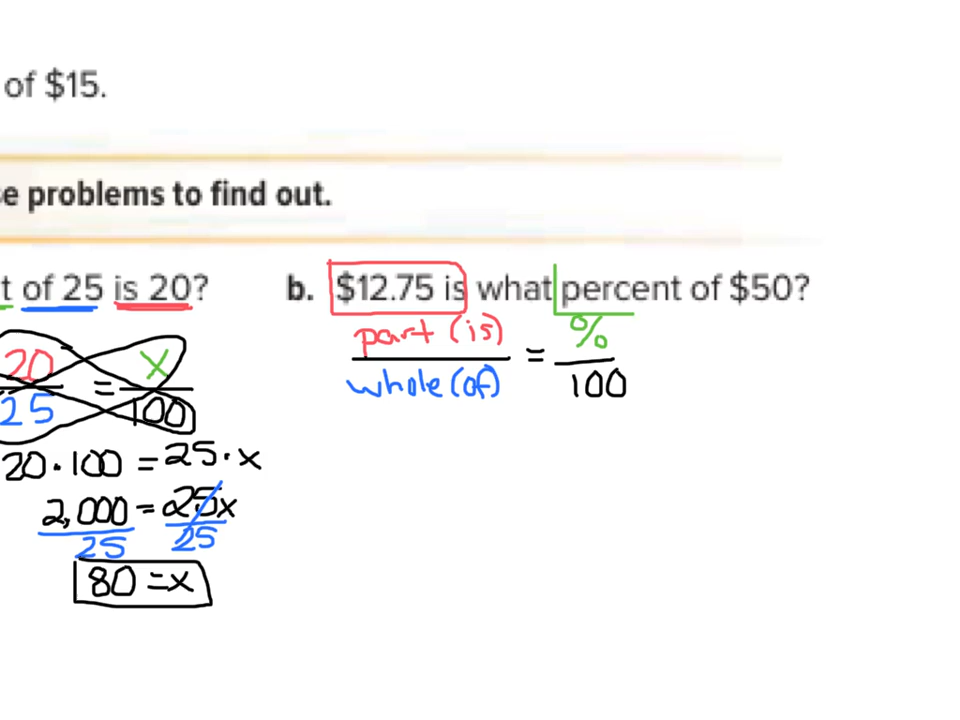 of $15.
e problems to find out.
t of 25 is 20?
b. $12.75 is what percent of $50?
20
25
=
x
100
part (is)
whole (of)
=
%
100
20·100 = 25·x
2,000 = 25x
25 25
80 = x